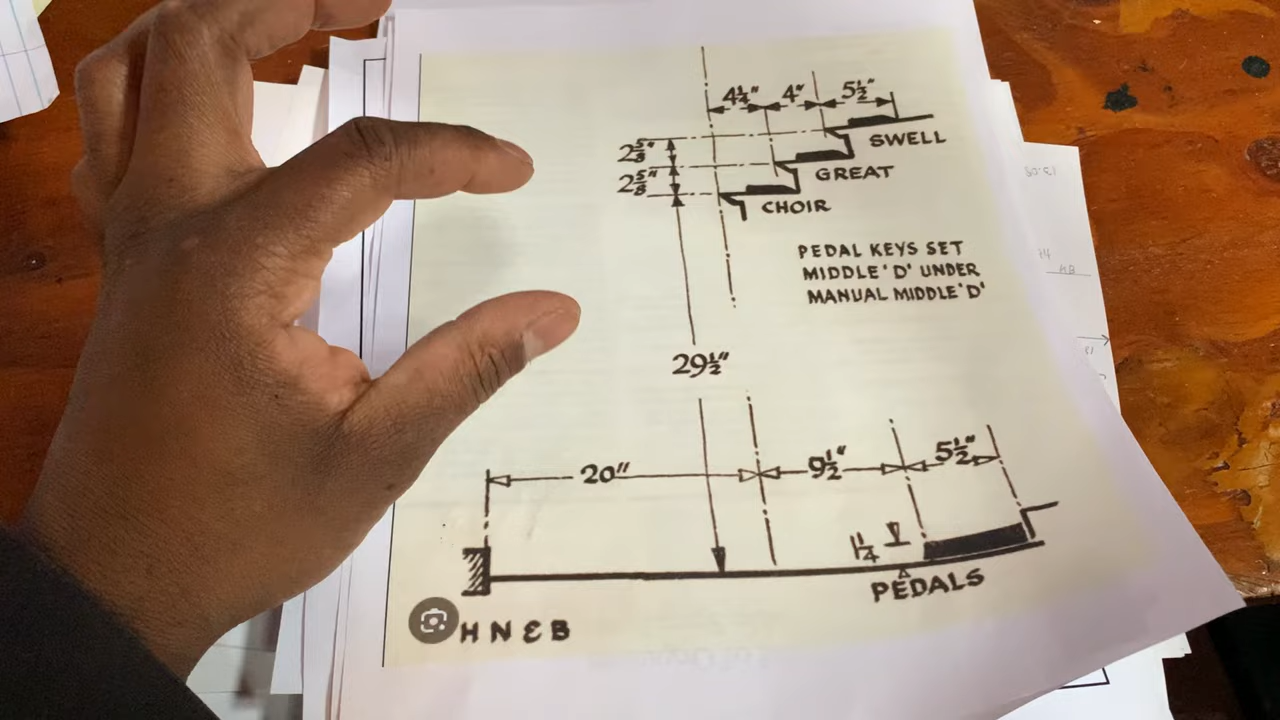 4¼" 4" 5½"
2⅝"
SWELL
2⅝"
GREAT
CHOIR
PEDAL KEYS SET
MIDDLE 'D' UNDER
MANUAL MIDDLE 'D'
29½"
20" 9½" 5½"
1¼
PEDALS
H N & B